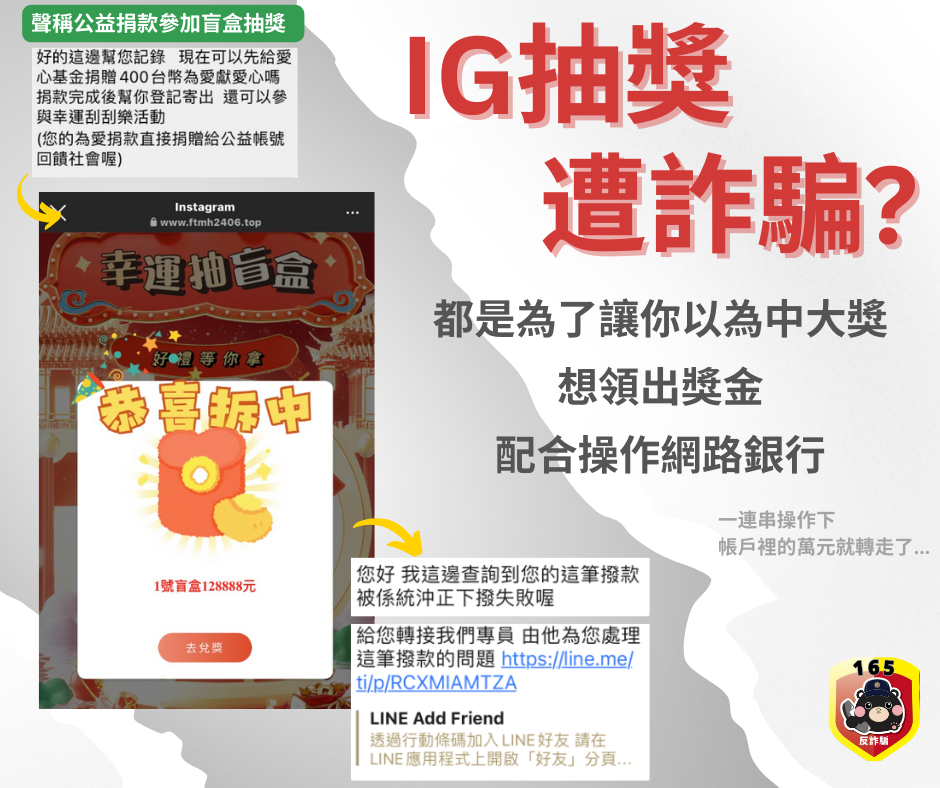 聲稱公益捐款參加盲盒抽獎
好的這邊幫您記錄 現在可以先給愛
心基金捐贈400台幣為愛獻愛心嗎
捐款完成後幫你登記寄出 還可以參
與幸運刮刮樂活動
(您的為愛捐款直接捐贈給公益帳號
回饋社會喔)
IG抽獎
遭詐騙?
都是為了讓你以為中大獎
想領出獎金
配合操作網路銀行
一連串操作下
帳戶裡的萬元就轉走了...
Instagram
www.ftmh2406.top
幸運抽盲盒
好禮等你拿
恭喜拆中
1號盲盒128888元
去兌獎
您好 我這邊查詢到您的這筆撥款
被係統沖正下撥失敗喔
給您轉接我們專員 由他為您處理
這筆撥款的問題 https://line.me/
ti/p/RCXMIAMTZA
LINE Add Friend
透過行動條碼加入LINE好友 請在
LINE應用程式上開啟「好友」分頁...
165
反詐騙